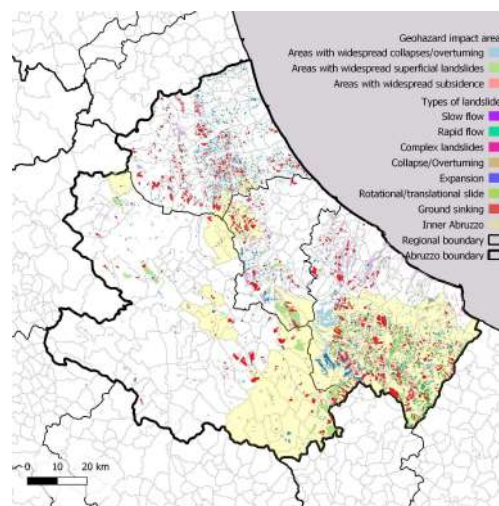 Geohazard impact area
Areas with widespread collapses/overturning
Areas with widespread superficial landslides
Areas with widespread subsidence
Types of landslide
Slow flow
Rapid flow
Complex landslides
Collapse/Overturning
Expansion
Rotational/translational slide
Ground sinking
Inner Abruzzo
Regional boundary
Abruzzo boundary
0 10 20 km